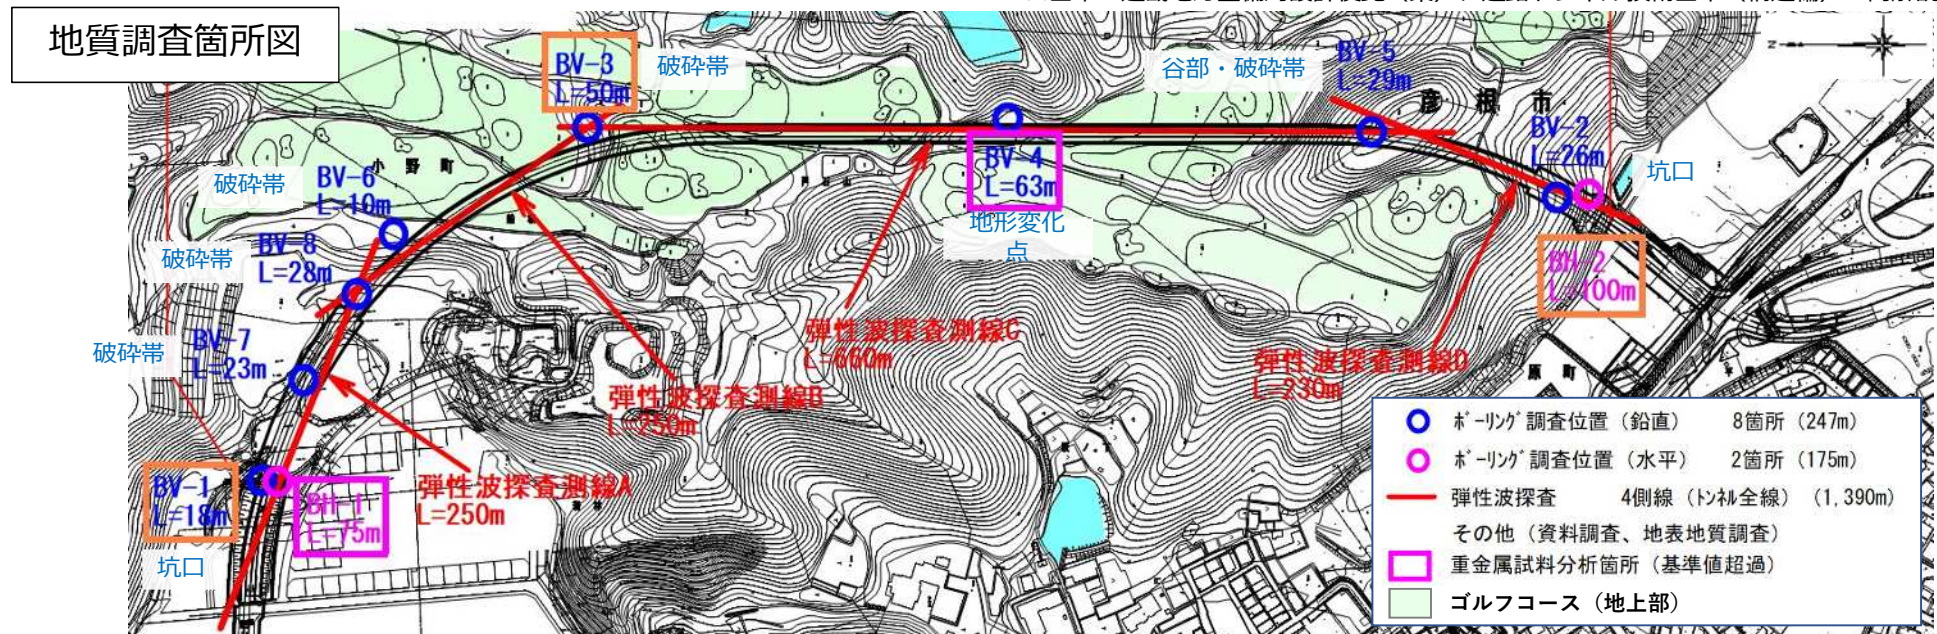 地質調査箇所図
BV-3
L=50m
破砕帯
谷部・破砕帯
BV-5
L=29m
彦根市
BV-2
L=26m
坑口
BV-4
L=63m
地形変化
点
小野町
破砕帯
BV-6
L=10m
破砕帯
BV-8
L=28m
BH-2
L=100m
BV-7
L=23m
破砕帯
弾性波探査測線C
L=660m
弾性波探査測線D
L=230m
原町
弾性波探査測線B
L=250m
弾性波探査測線A
L=250m
BV-1
L=18m
BH-1
L=75m
坑口
ボーリング調査位置（鉛直） 8箇所（247m）
ボーリング調査位置（水平） 2箇所（175m）
弾性波探査 4側線（トンネル全線）（1,390m）
その他（資料調査、地表地質調査）
重金属試料分析箇所（基準値超過）
ゴルフコース（地上部）